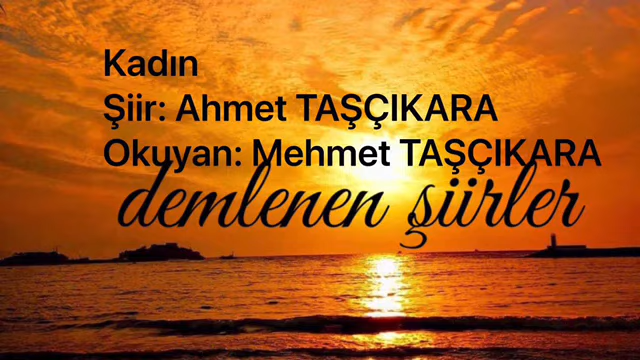 Kadın
Şiir: Ahmet TAŞÇIKARA
Okuyan: Mehmet TAŞÇIKARA
demlenen şiirler